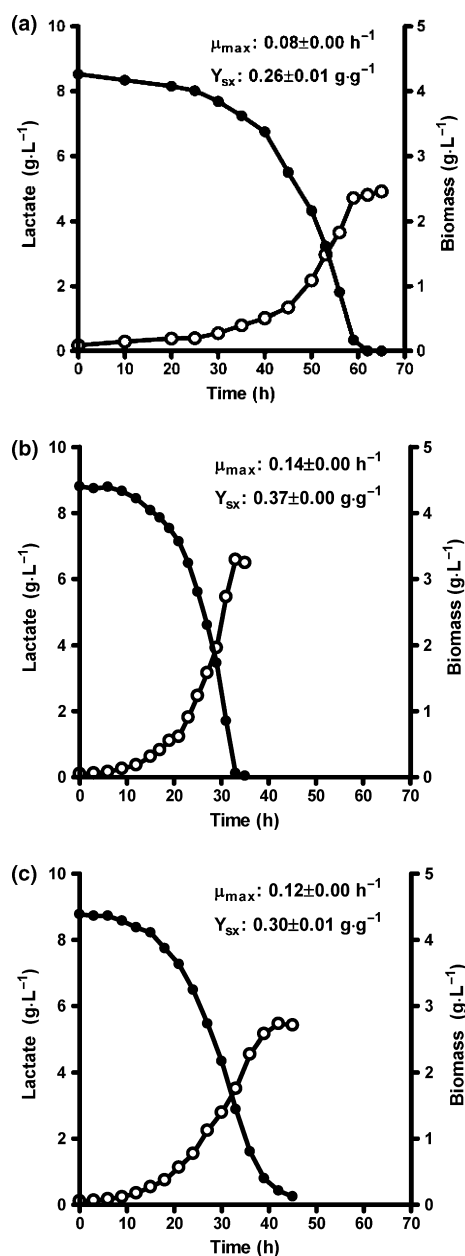 (a)
μmax: 0.08±0.00 h⁻¹
Ysx: 0.26±0.01 g·g⁻¹
10
8
6
4
2
0
Lactate (g·L⁻¹)
5
4
3
2
1
0
Biomass (g·L⁻¹)
0 10 20 30 40 50 60 70
Time (h)
(b)
μmax: 0.14±0.00 h⁻¹
Ysx: 0.37±0.00 g·g⁻¹
10
8
6
4
2
0
Lactate (g·L⁻¹)
5
4
3
2
1
0
Biomass (g·L⁻¹)
0 10 20 30 40 50 60 70
Time (h)
(c)
μmax: 0.12±0.00 h⁻¹
Ysx: 0.30±0.01 g·g⁻¹
10
8
6
4
2
0
Lactate (g·L⁻¹)
5
4
3
2
1
0
Biomass (g·L⁻¹)
0 10 20 30 40 50 60 70
Time (h)